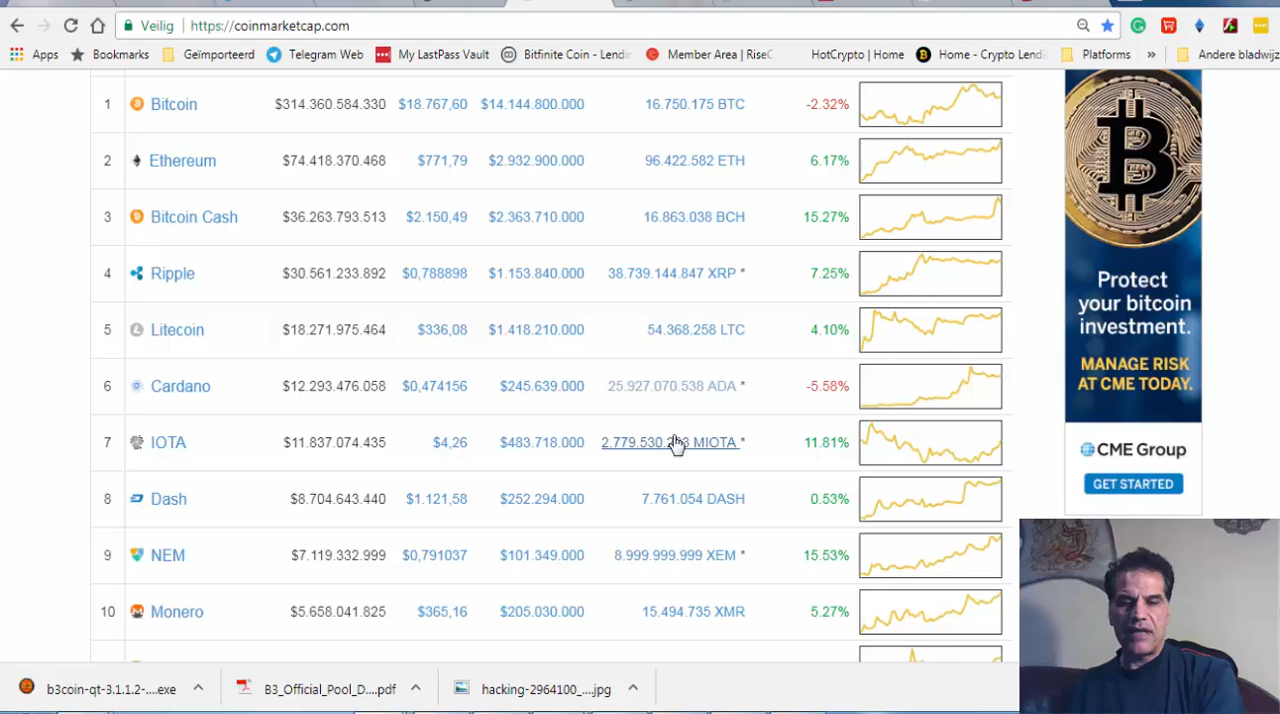 Veilig https://coinmarketcap.com
Apps Bookmarks Geïmporteerd Telegram Web My LastPass Vault Bitfinite Coin - Lendin Member Area | RiseC HotCrypto | Home Home - Crypto Lendi Platforms » Andere bladwijz
1 Bitcoin $314.360.584.330 $18.767,60 $14.144.800.000 16.750.175 BTC -2.32%
2 Ethereum $74.418.370.468 $771,79 $2.932.900.000 96.422.582 ETH 6.17%
3 Bitcoin Cash $36.263.793.513 $2.150,49 $2.363.710.000 16.863.038 BCH 15.27%
4 Ripple $30.561.233.892 $0,788898 $1.153.840.000 38.739.144.847 XRP * 7.25%
5 Litecoin $18.271.975.464 $336,08 $1.418.210.000 54.368.258 LTC 4.10%
6 Cardano $12.293.476.058 $0,474156 $245.639.000 25.927.070.538 ADA * -5.58%
7 IOTA $11.837.074.435 $4,26 $483.718.000 MIOTA * 11.81%
8 Dash $8.704.643.440 $1.121,58 $252.294.000 7.761.054 DASH 0.53%
9 NEM $7.119.332.999 $0,791037 $101.349.000 8.999.999.999 XEM * 15.53%
10 Monero $5.658.041.825 $365,16 $205.030.000 15.494.735 XMR 5.27%
Protect
your bitcoin
investment.
MANAGE RISK
AT CME TODAY.
CME Group
GET STARTED
b3coin-qt-3.1.1.2-....exe B3_Official_Pool_D....pdf hacking-2964100_....jpg